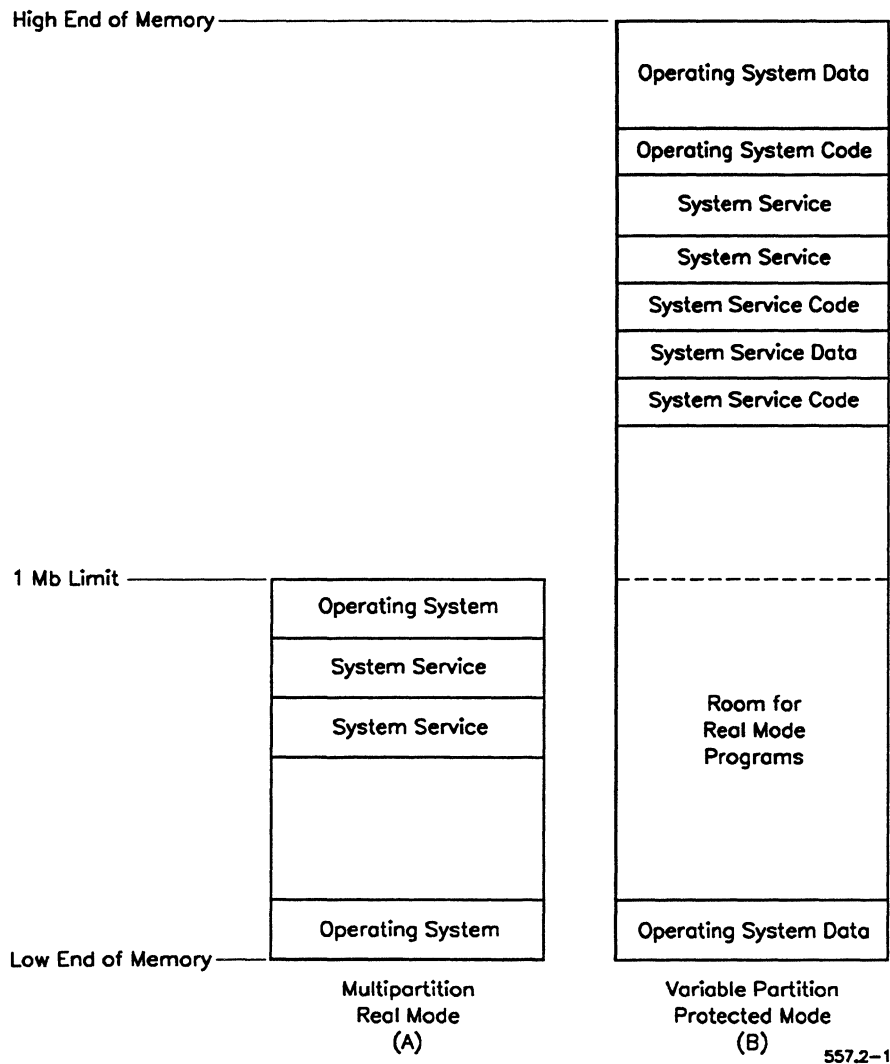 High End of Memory
Operating System Data
Operating System Code
System Service
System Service
System Service Code
System Service Data
System Service Code
1 Mb Limit
Operating System
System Service
System Service
Room for
Real Mode
Programs
Operating System
Operating System Data
Low End of Memory
Multipartition
Real Mode
(A)
Variable Partition
Protected Mode
(B)
557.2-1